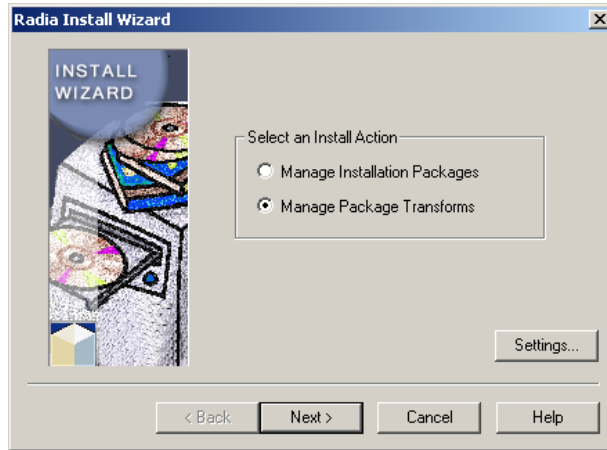 Radia Install Wizard
INSTALL
WIZARD
Select an Install Action
Manage Installation Packages
Manage Package Transforms
Settings...
< Back
Next >
Cancel
Help